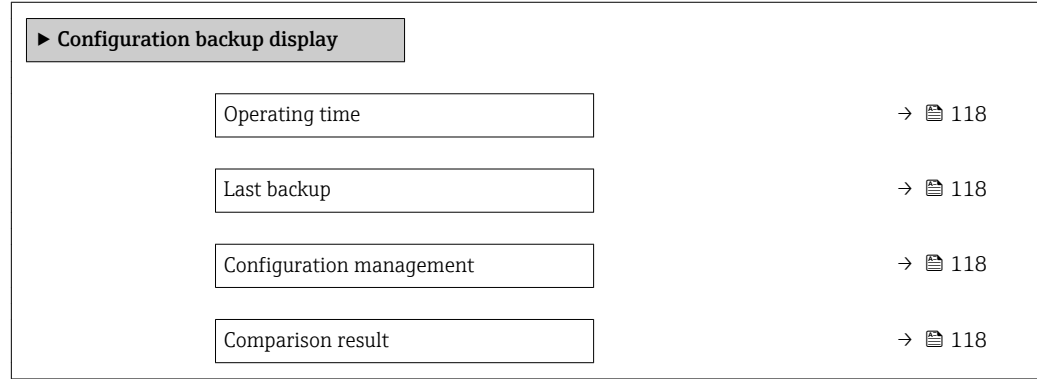 ▶ Configuration backup display
Operating time → 118
Last backup → 118
Configuration management → 118
Comparison result → 118